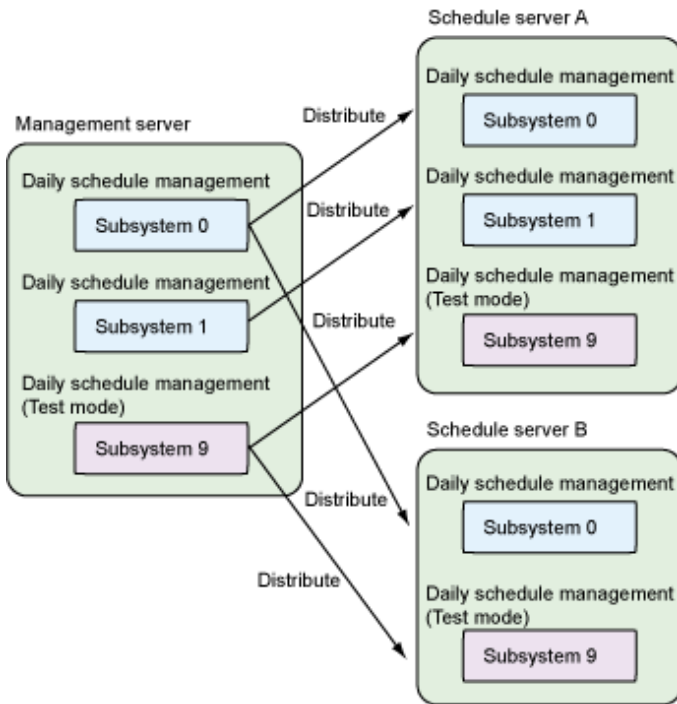 Management server
Daily schedule management
Subsystem 0
Daily schedule management
Subsystem 1
Daily schedule management
(Test mode)
Subsystem 9
Distribute
Distribute
Distribute
Distribute
Distribute
Schedule server A
Daily schedule management
Subsystem 0
Daily schedule management
Subsystem 1
Daily schedule management
(Test mode)
Subsystem 9
Schedule server B
Daily schedule management
Subsystem 0
Daily schedule management
(Test mode)
Subsystem 9